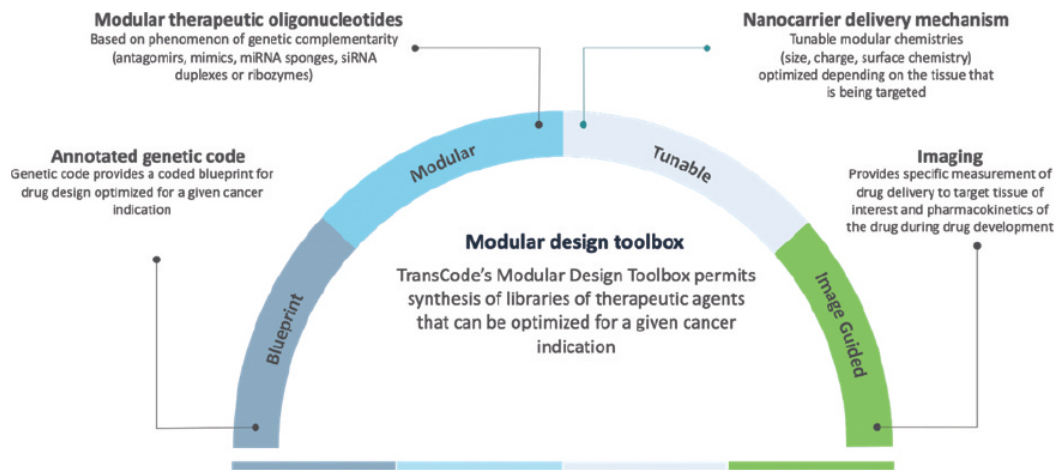 Modular therapeutic oligonucleotides
Based on phenomenon of genetic complementarity
(antagomirs, mimics, miRNA sponges, siRNA
duplexes or ribozymes)
Nanocarrier delivery mechanism
Tunable modular chemistries
(size, charge, surface chemistry)
optimized depending on the tissue that
is being targeted
Annotated genetic code
Genetic code provides a coded blueprint for
drug design optimized for a given cancer
indication
Imaging
Provides specific measurement of
drug delivery to target tissue of
interest and pharmacokinetics of
the drug during drug development
Blueprint
Modular
Tunable
Image Guided
Modular design toolbox
TransCode's Modular Design Toolbox permits
synthesis of libraries of therapeutic agents
that can be optimized for a given cancer
indication